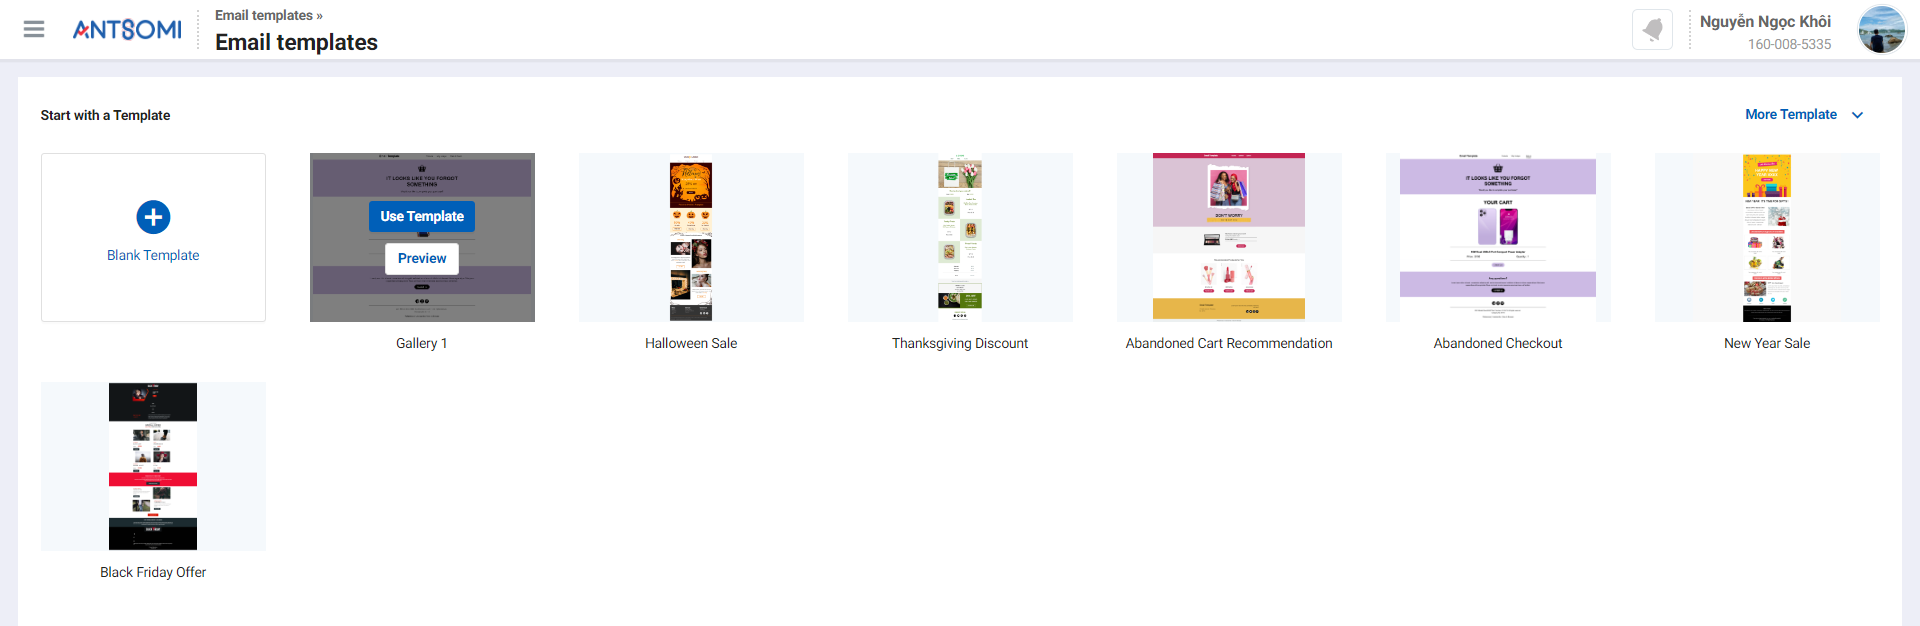 ANTSOMI
Email templates »
Email templates
Nguyễn Ngọc Khôi
160-008-5335
Start with a Template
More Template
Blank Template
IT LOOKS LIKE YOU FORGOT
SOMETHING
Use Template
Preview
Gallery 1
Halloween Sale
Thanksgiving Discount
DON'T WORRY!
Abandoned Cart Recommendation
IT LOOKS LIKE YOU FORGOT
SOMETHING
YOUR CART
Abandoned Checkout
New Year Sale
Black Friday Offer